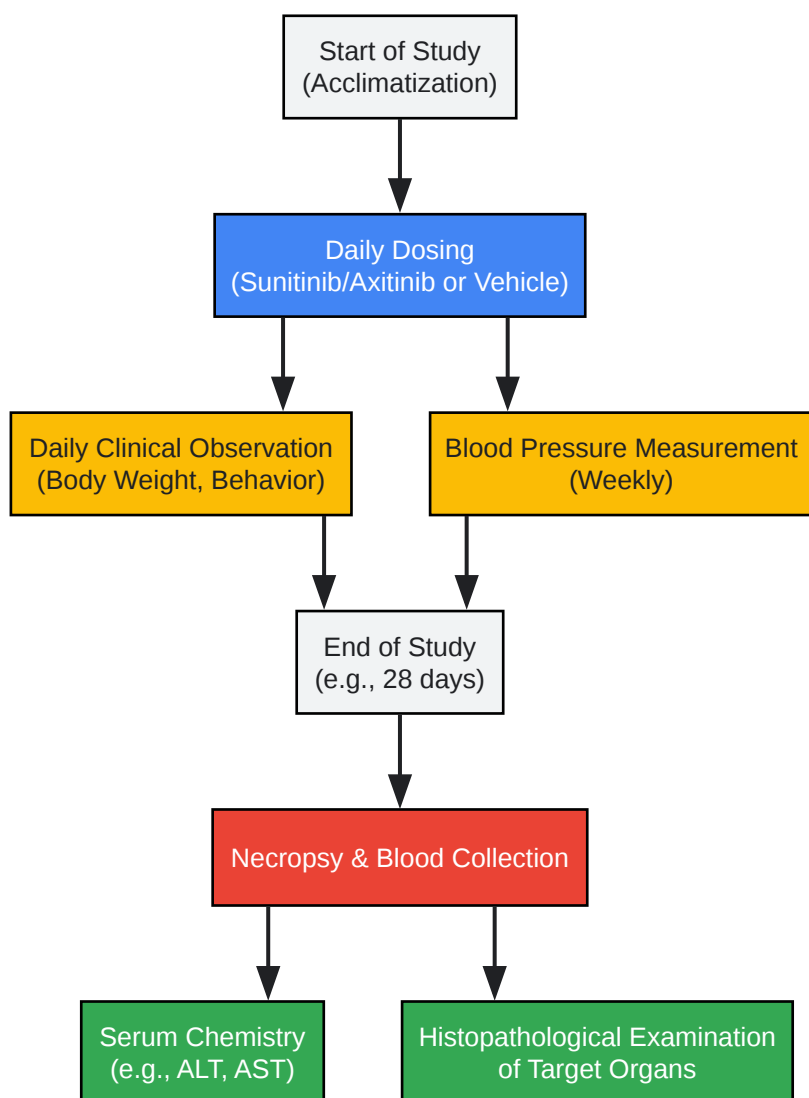 Start of Study
(Acclimatization)
Daily Dosing
(Sunitinib/Axitinib or Vehicle)
Daily Clinical Observation
(Body Weight, Behavior)
Blood Pressure Measurement
(Weekly)
End of Study
(e.g., 28 days)
Necropsy & Blood Collection
Serum Chemistry
(e.g., ALT, AST)
Histopathological Examination
of Target Organs